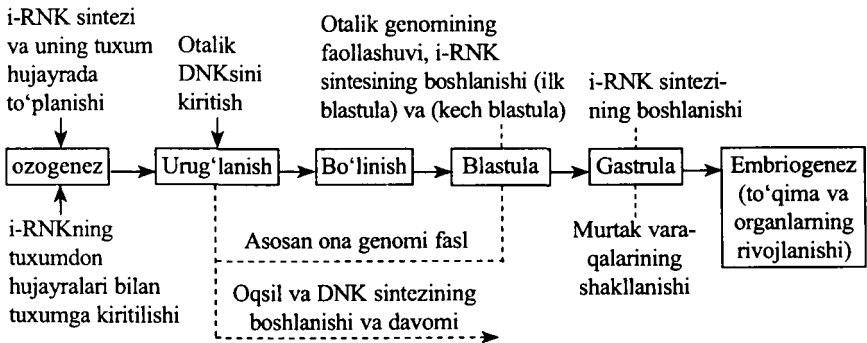 i-RNK sintezi
va uning tuxum
hujayrada
to‘planishi
Otalik
DNKsini
kiritish
Otalik genomining
faollashuvi, i-RNK
sintesining boshlanishi (ilk
blastula) va (kech blastula)
i-RNK sintezi-
ning boshlanishi
ozogenez
Urug‘lanish
Bo‘linish
Blastula
Gastrula
Embriogenez
(to‘qima va
organlarning
rivojlanishi)
i-RNKning
tuxumdon
hujayralari bilan
tuxumga kiritilishi
Asosan ona genomi fasl
Oqsil va DNK sintezining
boshlanishi va davomi
Murtak vara-
qalarining
shakllanishi